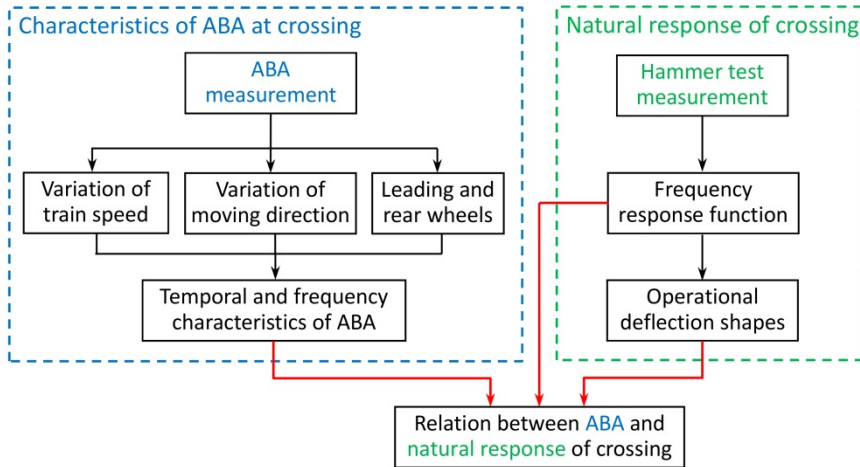 Characteristics of ABA at crossing
ABA
measurement
Variation of
train speed
Variation of
moving direction
Leading and
rear wheels
Temporal and frequency
characteristics of ABA
Natural response of crossing
Hammer test
measurement
Frequency
response function
Operational
deflection shapes
Relation between ABA and
natural response of crossing